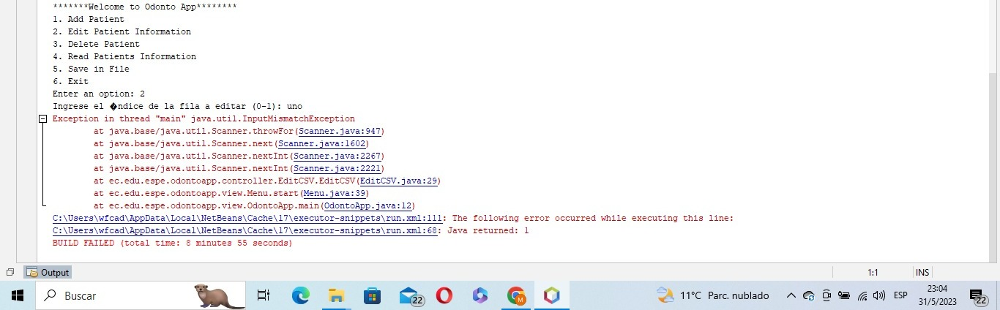 *******Welcome to Odonto App********
1. Add Patient
2. Edit Patient Information
3. Delete Patient
4. Read Patients Information
5. Save in File
6. Exit
Enter an option: 2
Ingrese el �ndice de la fila a editar (0-1): uno
Exception in thread "main" java.util.InputMismatchException
at java.base/java.util.Scanner.throwFor(Scanner.java:947)
at java.base/java.util.Scanner.next(Scanner.java:1602)
at java.base/java.util.Scanner.nextInt(Scanner.java:2267)
at java.base/java.util.Scanner.nextInt(Scanner.java:2221)
at ec.edu.espe.odontoapp.controller.EditCSV.EditCSV(EditCSV.java:29)
at ec.edu.espe.odontoapp.view.Menu.start(Menu.java:39)
at ec.edu.espe.odontoapp.view.OdontoApp.main(OdontoApp.java:12)
C:\Users\wfcad\AppData\Local\NetBeans\Cache\17\executor-snippets\run.xml:111: The following error occurred while executing this line:
C:\Users\wfcad\AppData\Local\NetBeans\Cache\17\executor-snippets\run.xml:68: Java returned: 1
BUILD FAILED (total time: 8 minutes 55 seconds)
Output
1:1 INS
Buscar
22
M
11°C Parc. nublado
ESP
23:04
31/5/2023
22